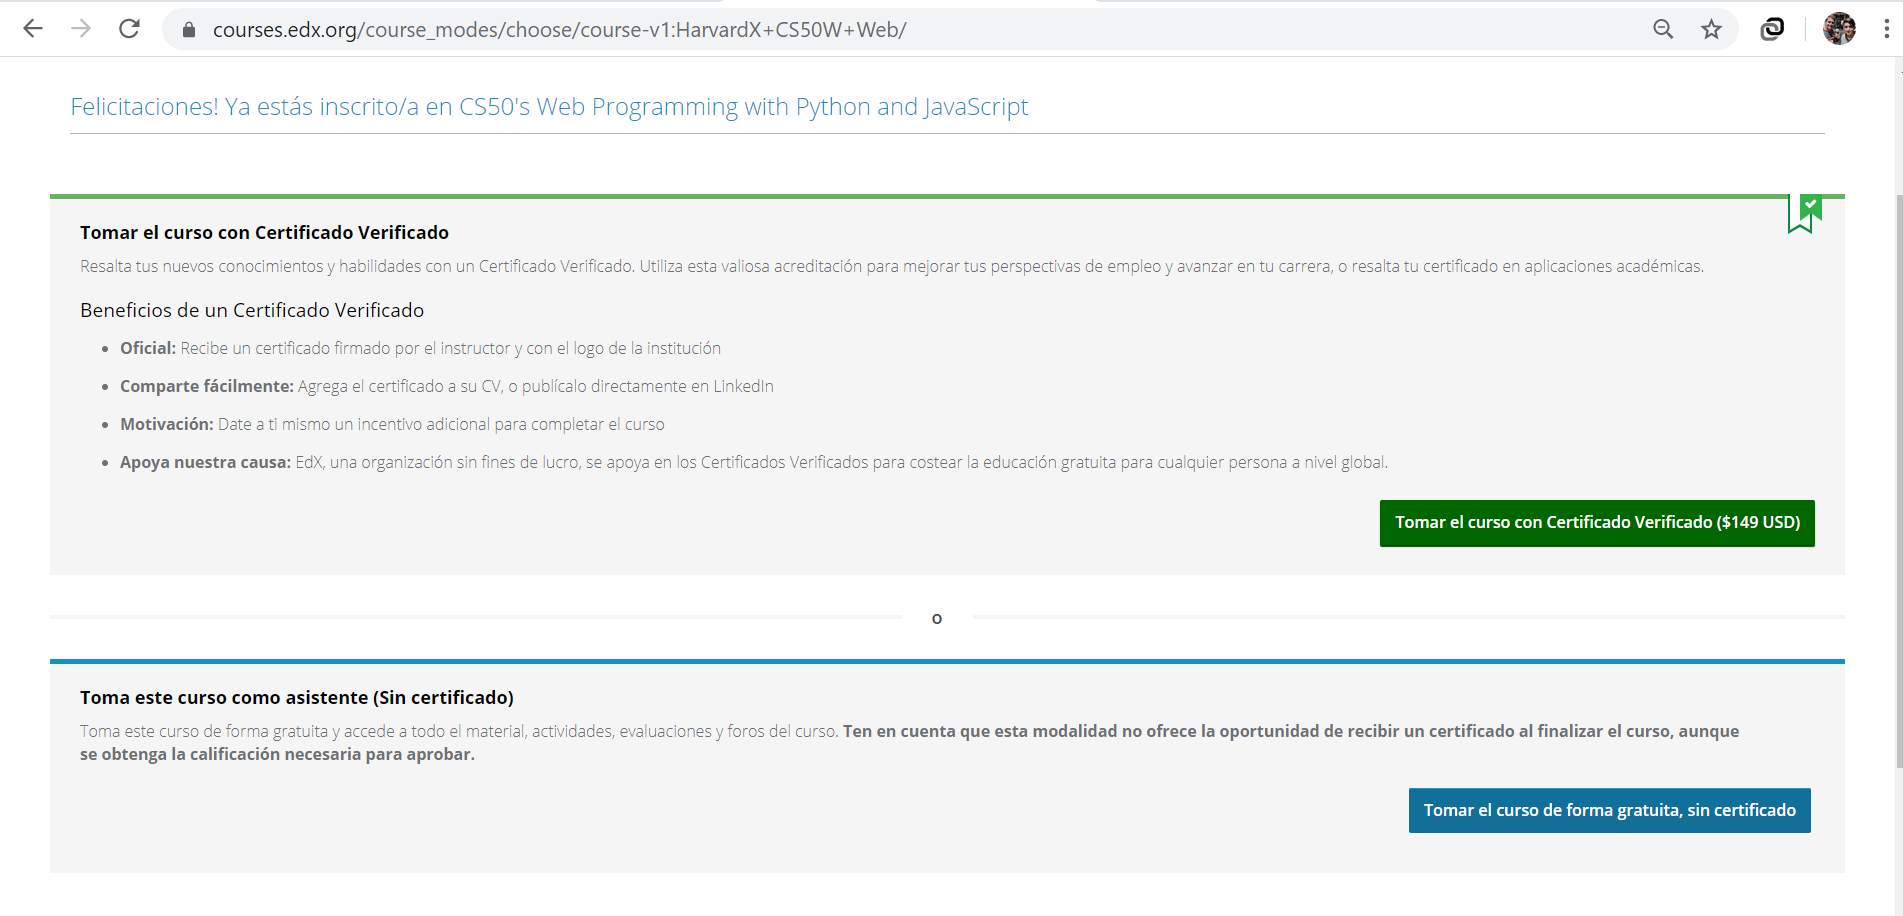 courses.edx.org/course_modes/choose/course-v1:HarvardX+CS50W+Web/
Felicitaciones! Ya estás inscrito/a en CS50's Web Programming with Python and JavaScript
Tomar el curso con Certificado Verificado
Resalta tus nuevos conocimientos y habilidades con un Certificado Verificado. Utiliza esta valiosa acreditación para mejorar tus perspectivas de empleo y avanzar en tu carrera, o resalta tu certificado en aplicaciones académicas.
Beneficios de un Certificado Verificado
• Oficial: Recibe un certificado firmado por el instructor y con el logo de la institución
• Comparte fácilmente: Agrega el certificado a su CV, o publícalo directamente en LinkedIn
• Motivación: Date a ti mismo un incentivo adicional para completar el curso
• Apoya nuestra causa: EdX, una organización sin fines de lucro, se apoya en los Certificados Verificados para costear la educación gratuita para cualquier persona a nivel global.
Tomar el curso con Certificado Verificado ($149 USD)
o
Toma este curso como asistente (Sin certificado)
Toma este curso de forma gratuita y accede a todo el material, actividades, evaluaciones y foros del curso. Ten en cuenta que esta modalidad no ofrece la oportunidad de recibir un certificado al finalizar el curso, aunque
se obtenga la calificación necesaria para aprobar.
Tomar el curso de forma gratuita, sin certificado